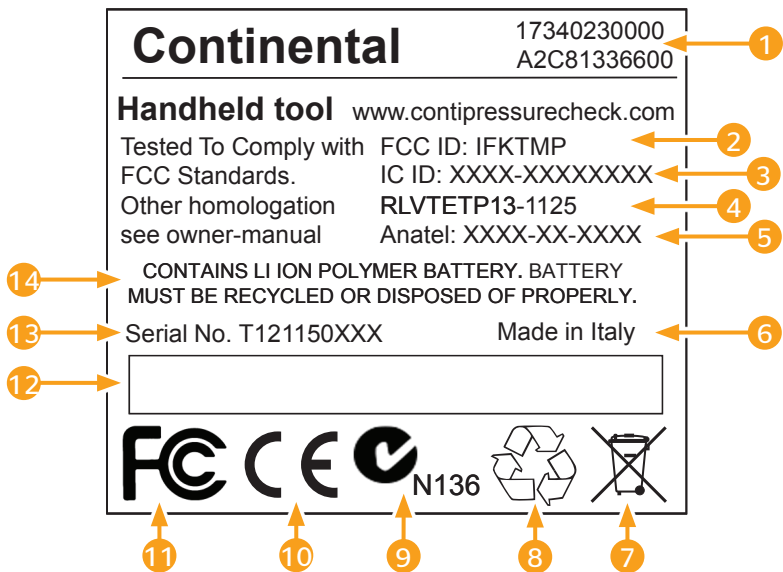 Continental
17340230000
A2C81336600
1
Handheld tool www.contipressurecheck.com
Tested To Comply with FCC ID: IFKTMP
2
FCC Standards. IC ID: XXXX-XXXXXXXX
3
Other homologation RLVTETP13-1125
4
see owner-manual Anatel: XXXX-XX-XXXX
5
14
CONTAINS LI ION POLYMER BATTERY. BATTERY
MUST BE RECYCLED OR DISPOSED OF PROPERLY.
13
Serial No. T121150XXX Made in Italy
6
12
FC CE N136
11 10 9 8 7